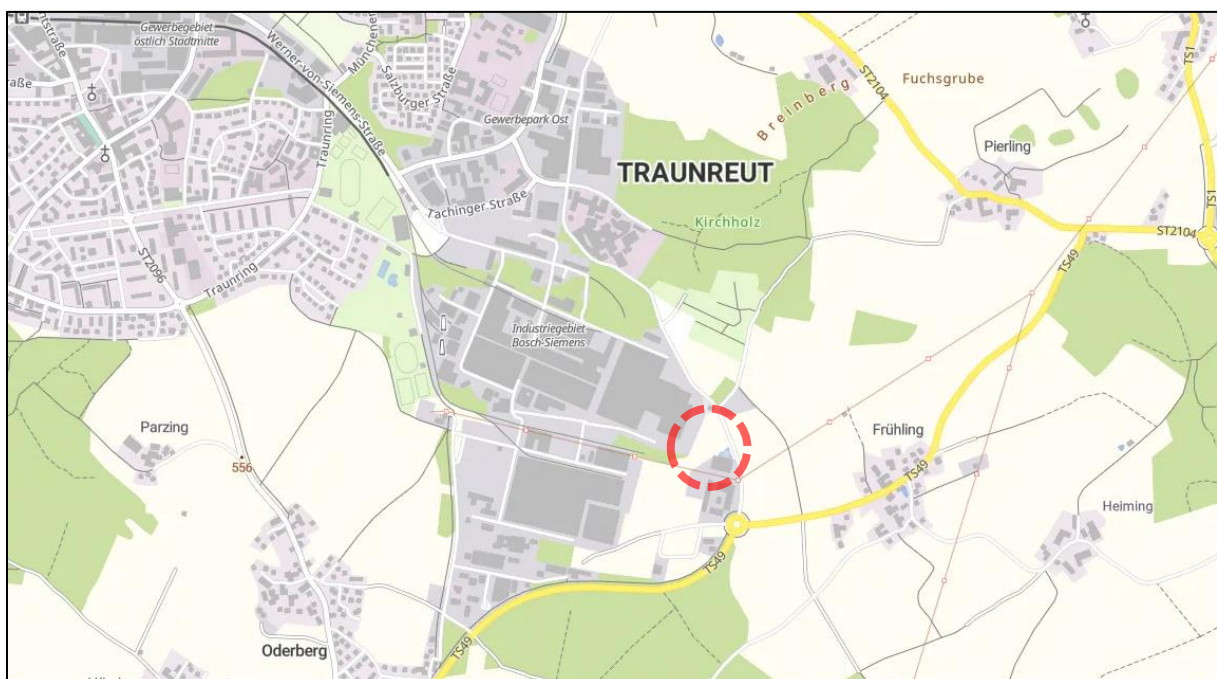 Gewerbegebiet
östlich Stadtmitte
Werner-von-Siemens-Straße
Salzburger Straße
Gewerbepark Ost
Traunring
Tachinger Straße
TRAUNREUT
Kirchholz
Breinberg
Fuchsgrube
ST2104
TS1
Pierling
ST2104
TS1
TS49
ST2096
Traunring
Industriegebiet
Bosch-Siemens
Parzing
556
Frühling
TS49
Heiming
TS49
TS49
Oderberg